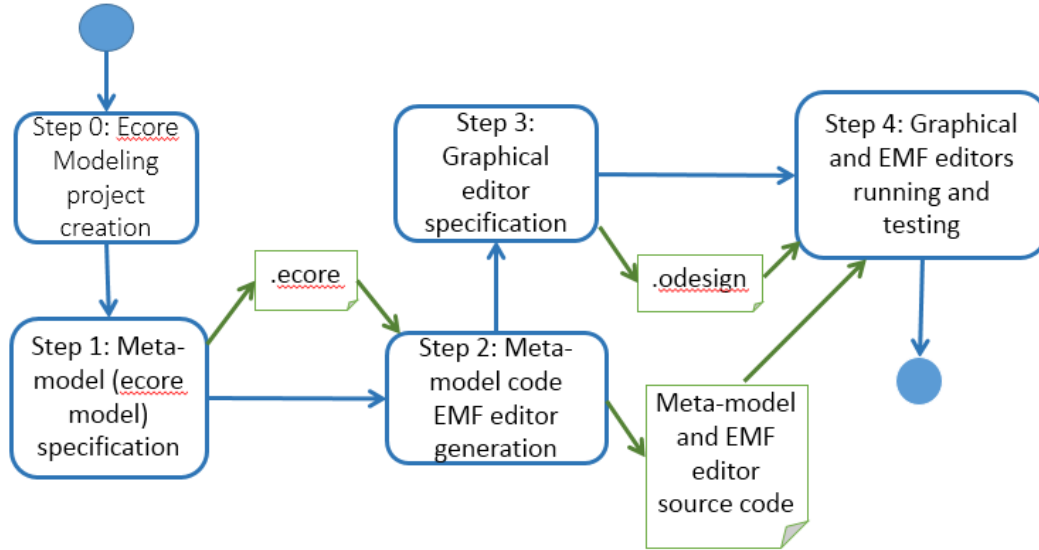 Step 0: Ecore
Modeling
project
creation
Step 1: Meta-
model (ecore
model)
specification
.ecore
Step 2: Meta-
model code
EMF editor
generation
Step 3:
Graphical
editor
specification
.odesign
Meta-model
and EMF
editor
source code
Step 4: Graphical
and EMF editors
running and
testing